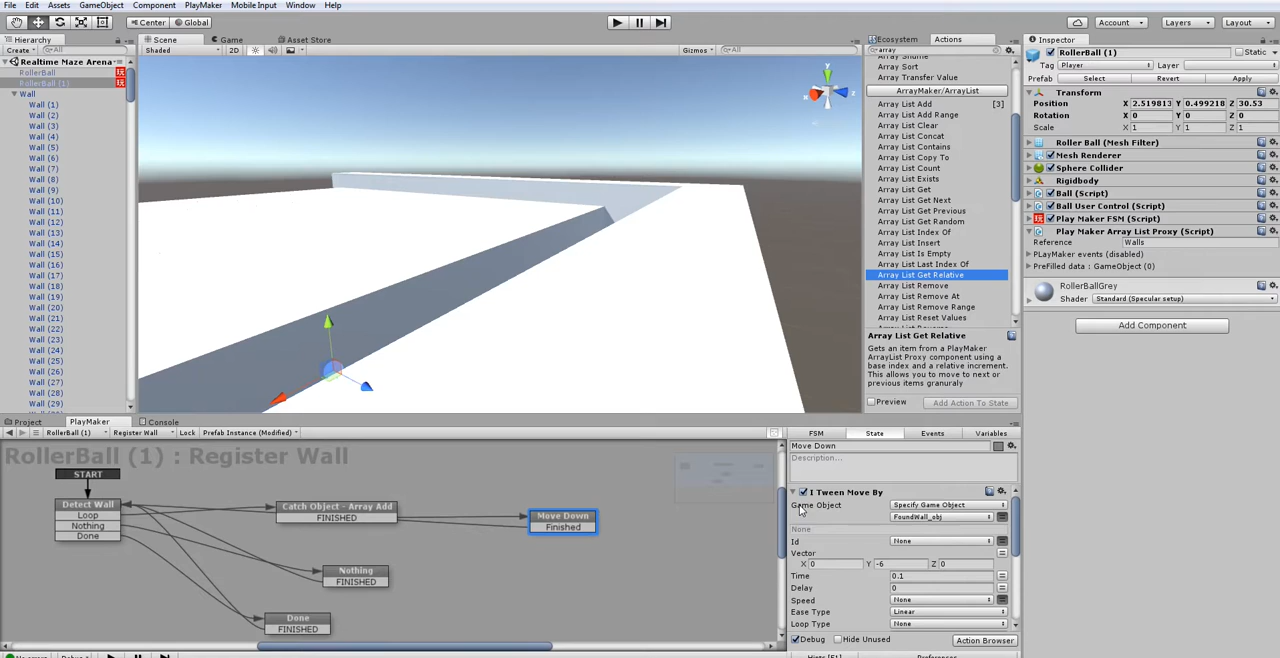 File Edit Assets GameObject Component PlayMaker Mobile Input Window Help
Center Global Account Layers Layout
Hierarchy Scene Game Asset Store Ecosystem Actions Inspector
Create All Shaded 2D Gizmos All array
RollerBall (1) Static
Tag Player Layer
Prefab Select Revert Apply
Realtime Maze Arena
RollerBall
RollerBall (1)
Wall
Wall (1)
Wall (2)
Wall (3)
Wall (4)
Wall (5)
Wall (6)
Wall (7)
Wall (8)
Wall (9)
Wall (10)
Wall (11)
Wall (12)
Wall (13)
Wall (14)
Wall (15)
Wall (16)
Wall (17)
Wall (18)
Wall (19)
Wall (20)
Wall (21)
Wall (22)
Wall (23)
Wall (24)
Wall (25)
Wall (26)
Wall (27)
Wall (28)
Wall (29)
y
x
z
Array Sort
Array Transfer Value
ArrayMaker/ArrayList
Array List Add [3]
Array List Add Range
Array List Clear
Array List Concat
Array List Contains
Array List Copy To
Array List Count
Array List Exists
Array List Get
Array List Get Next
Array List Get Previous
Array List Get Random
Array List Index Of
Array List Insert
Array List Is Empty
Array List Last Index Of
Array List Get Relative
Array List Remove
Array List Remove At
Array List Remove Range
Array List Reset Values
Array List Get Relative
Gets an item from a PlayMaker
ArrayList Proxy component using a
base index and a relative increment.
This allows you to move to next or
previous items granuraly
Preview Add Action To State
Transform
Position X 2.519813 Y 0.499218 Z 30.53
Rotation X 0 Y 0 Z 0
Scale X 1 Y 1 Z 1
Roller Ball (Mesh Filter)
Mesh Renderer
Sphere Collider
Rigidbody
Ball (Script)
Ball User Control (Script)
Play Maker FSM (Script)
Play Maker Array List Proxy (Script)
Reference Walls
PLayMaker events (disabled)
PreFilled data : GameObject (0)
RollerBallGrey
Shader Standard (Specular setup)
Add Component
Project PlayMaker Console
RollerBall (1) Register Wall Lock Prefab Instance (Modified)
RollerBall (1) : Register Wall
START
Detect Wall
Loop
Nothing
Done
Catch Object - Array Add
FINISHED
Move Down
Finished
Nothing
FINISHED
Done
FINISHED
FSM State Events Variables
Move Down
Description...
I Tween Move By
Game Object Specify Game Object
FoundWall_obj
None
Id None
Vector
X 0 Y -6 Z 0
Time 0.1
Delay 0
Speed None
Ease Type Linear
Loop Type None
Debug Hide Unused Action Browser